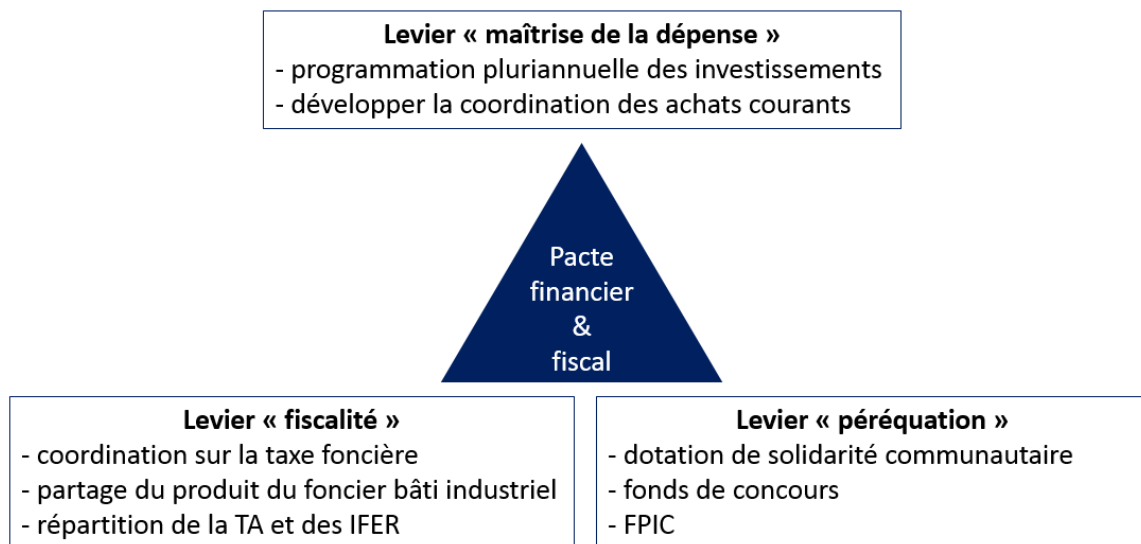 Levier « maîtrise de la dépense »
- programmation pluriannuelle des investissements
- développer la coordination des achats courants
Pacte
financier
&
fiscal
Levier « fiscalité »
- coordination sur la taxe foncière
- partage du produit du foncier bâti industriel
- répartition de la TA et des IFER
Levier « péréquation »
- dotation de solidarité communautaire
- fonds de concours
- FPIC